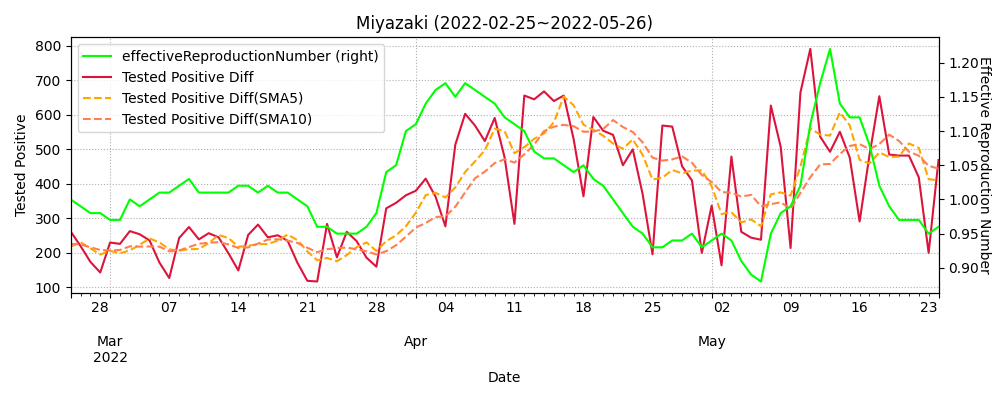 Miyazaki (2022-02-25~2022-05-26)
effectiveReproductionNumber (right)
Tested Positive Diff
Tested Positive Diff(SMA5)
Tested Positive Diff(SMA10)
Tested Positive
800
700
600
500
400
300
200
100
1.20
1.15
1.10
1.05
1.00
0.95
0.90
Effective Reproduction Number
28 07 14 21 28 04 11 18 25 02 09 16 23
Mar Apr May
2022
Date